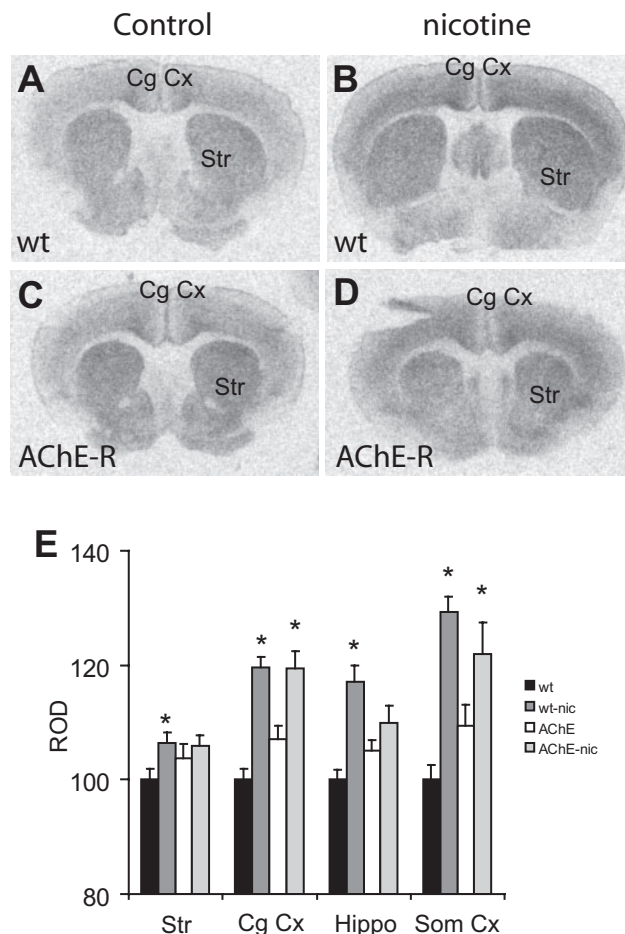 Control nicotine
A Cg Cx B Cg Cx
Str Str
wt wt
C Cg Cx D Cg Cx
Str Str
AChE-R AChE-R
E
140
120
100
80
ROD
* * * * * *
wt
wt-nic
AChE
AChE-nic
Str Cg Cx Hippo Som Cx